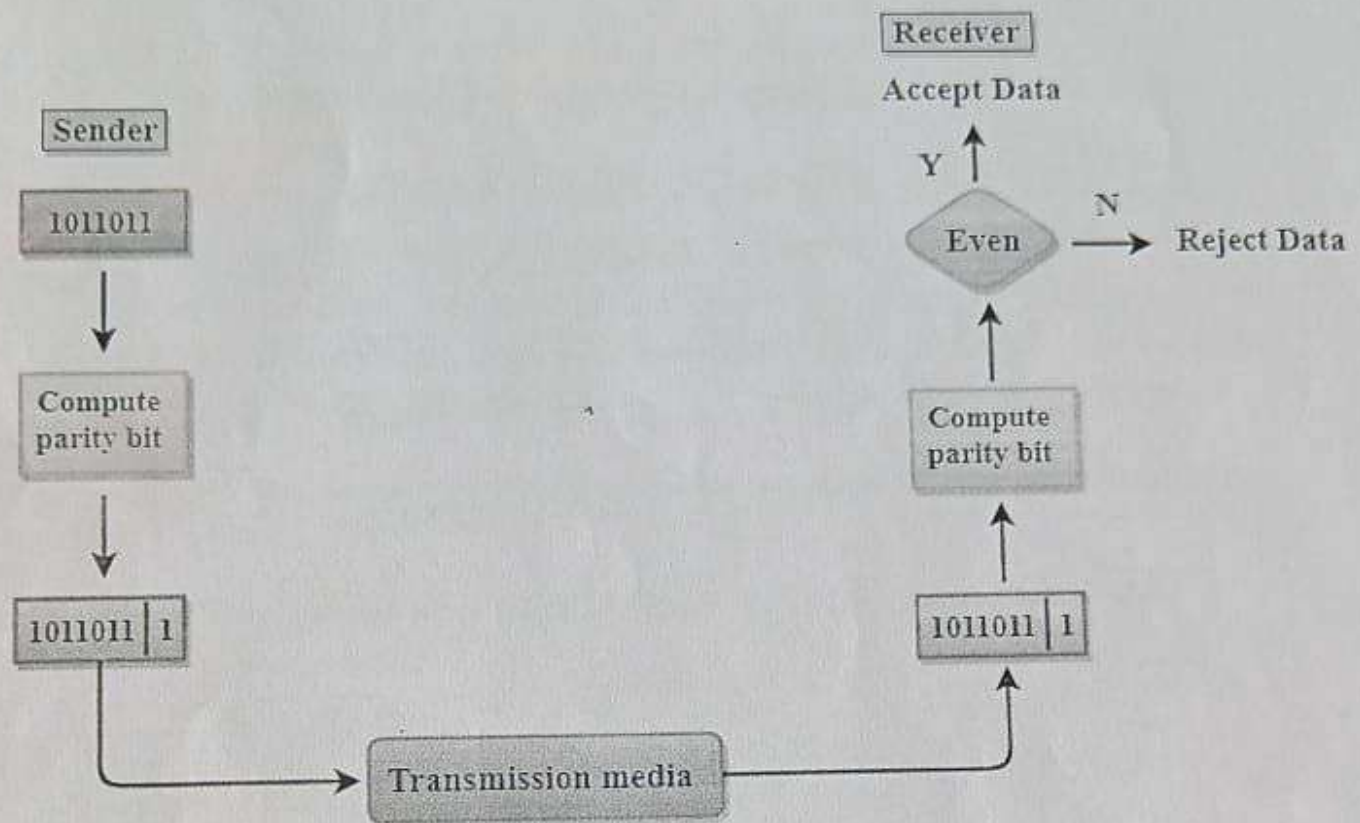 Sender
1011011
Compute
parity bit
1011011 | 1
Transmission media
1011011 | 1
Compute
parity bit
Even
Y
N
Accept Data
Reject Data
Receiver